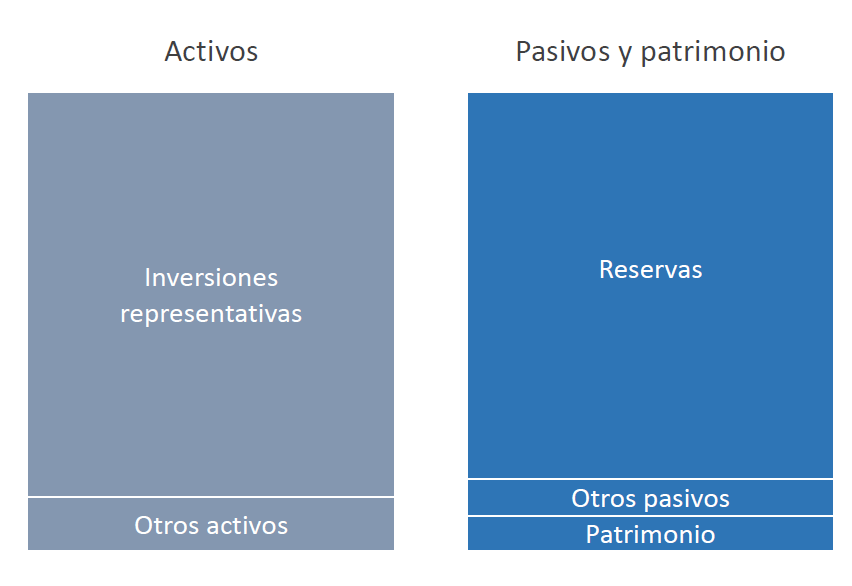 Activos
Inversiones
representativas
Otros activos
Pasivos y patrimonio
Reservas
Otros pasivos
Patrimonio